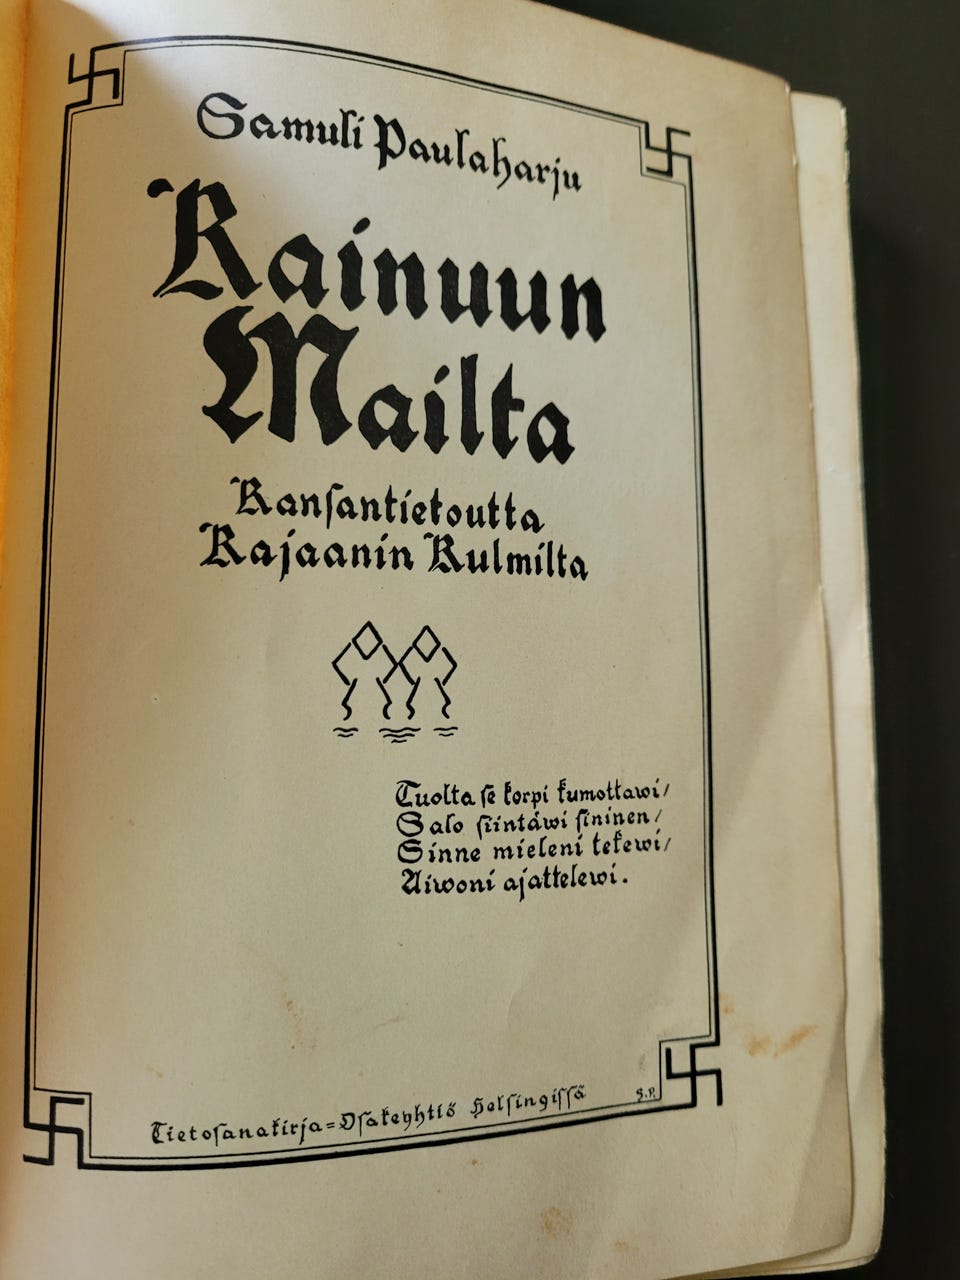 Samuli Paulaharju
Kainuun
Mailta
Kansantietoutta
Kajaanin Kulmilta
Tuolta se korpi kumottawi/
Salo siintäwi sininen/
Sinne mieleni tekewi/
Aiwoni ajattelewi.
Tietosanakirja=Osakeyhtiö Helsingissä
S.P.